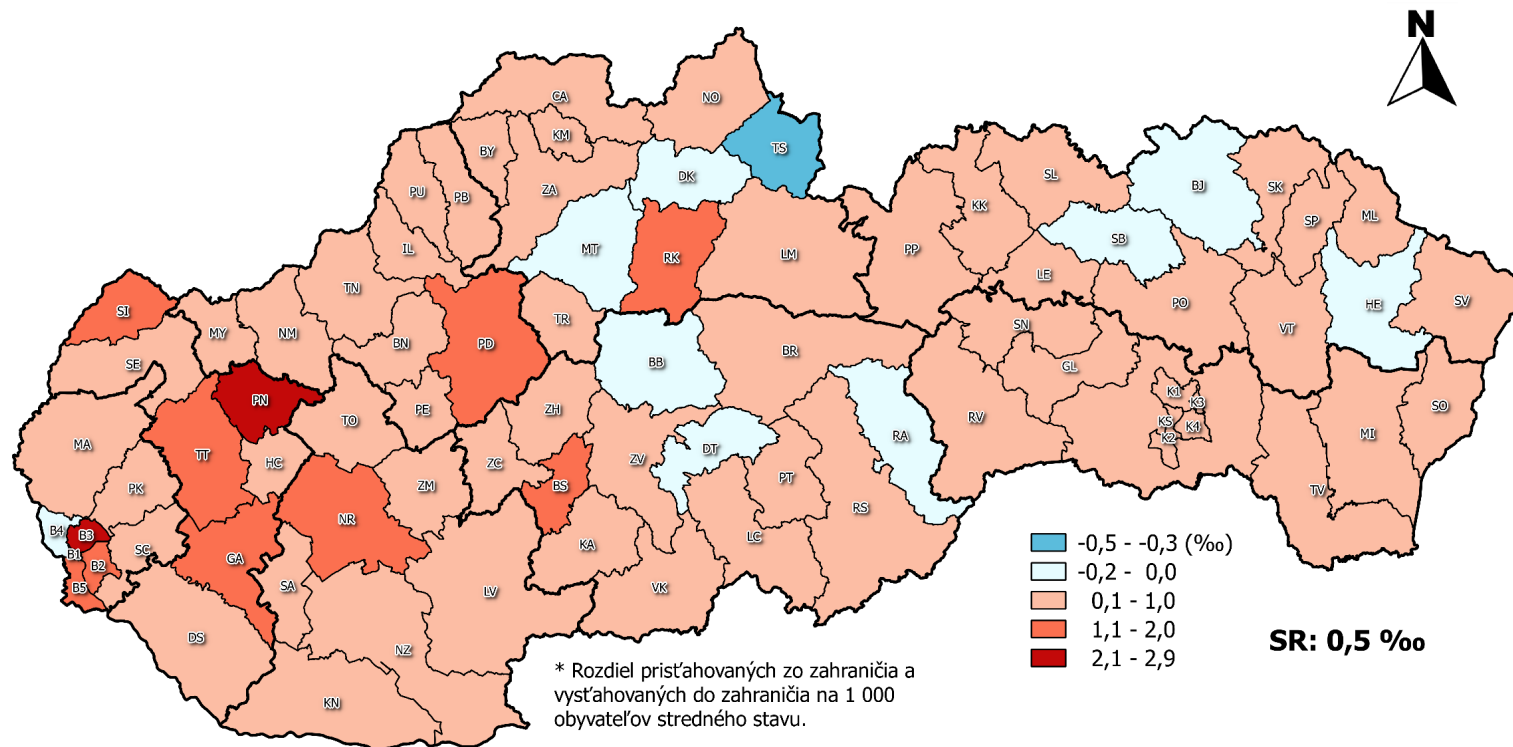 N
CA
NO
KM
BY
TS
ZA
DK
PU
PB
SL
BJ
SK
KK
SP
ML
IL
MT
SB
PP
RK
LM
LE
TN
PO
HE
SV
SI
TR
SN
MY
NM
BN
PD
VT
BR
SE
BB
GL
PN
PE
ZH
K1
K3
TO
RV
KS
K4
SO
MA
K2
RA
MI
TT
HC
ZC
ZV
DT
PK
ZM
BS
PT
TV
NR
RS
B4
B3
B1
SC
KA
LC
B2
GA
B5
SA
LV
VK
DS
NZ
KN
-0,5 - -0,3 (‰)
-0,2 - 0,0
0,1 - 1,0
1,1 - 2,0
2,1 - 2,9
SR: 0,5 ‰
* Rozdiel prisťahovaných zo zahraničia a
vysťahovaných do zahraničia na 1 000
obyvateľov stredného stavu.